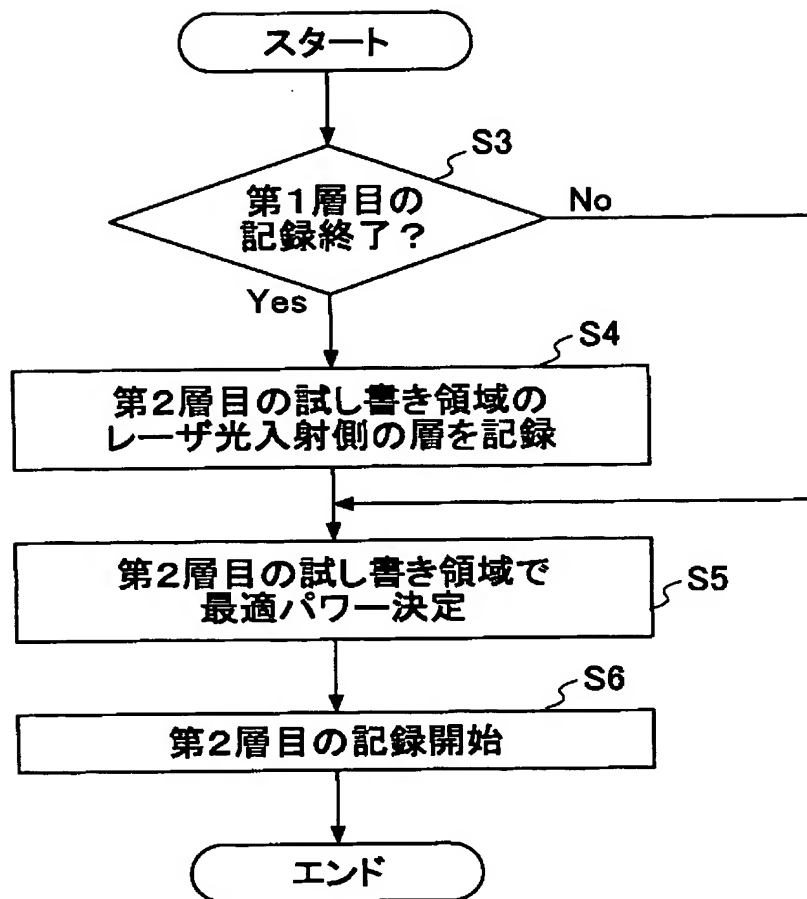 スタート
S3
第1層目の
記録終了？
No
Yes
S4
第2層目の試し書き領域の
レーザ光入射側の層を記録
第2層目の試し書き領域で
最適パワー決定
S5
S6
第2層目の記録開始
エンド